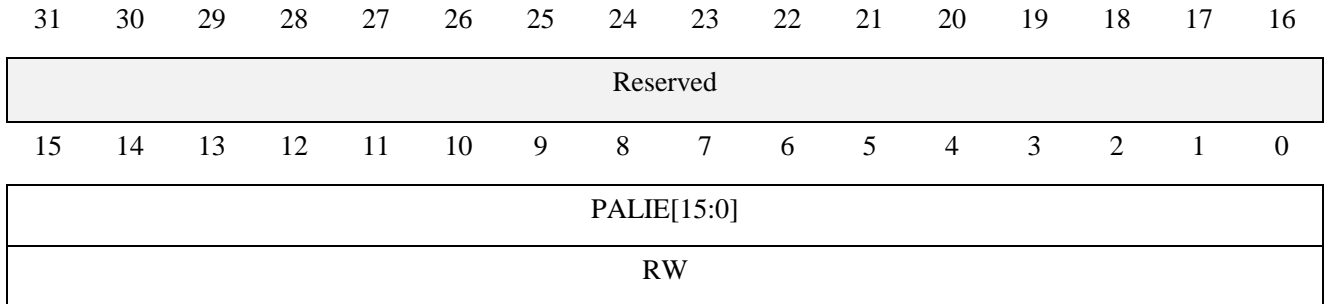 31 30 29 28 27 26 25 24 23 22 21 20 19 18 17 16
Reserved
15 14 13 12 11 10 9 8 7 6 5 4 3 2 1 0
PALIE[15:0]
RW